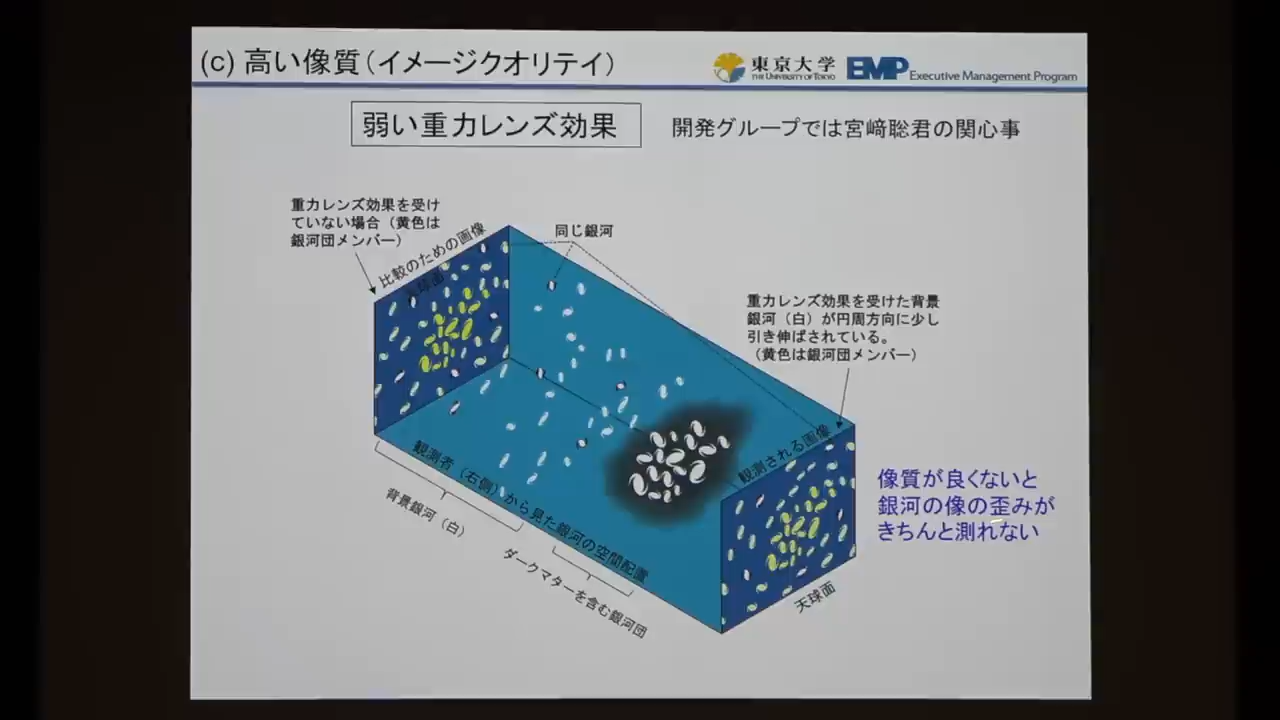 (c) 高い像質(イメージクオリティ)
東京大学
THE UNIVERSITY OF TOKYO
EMP Executive Management Program
弱い重力レンズ効果
開発グループでは宮﨑聡君の関心事
重力レンズ効果を受け
ていない場合(黄色は
銀河団メンバー)
比較のための画像
天球面
同じ銀河
重力レンズ効果を受けた背景
銀河(白)が円周方向に少し
引き伸ばされている。
(黄色は銀河団メンバー)
観測される画像
観測者(右側)から見た銀河の空間配置
背景銀河(白)
ダークマターを含む銀河団
天球面
像質が良くないと
銀河の像の歪みが
きちんと測れない